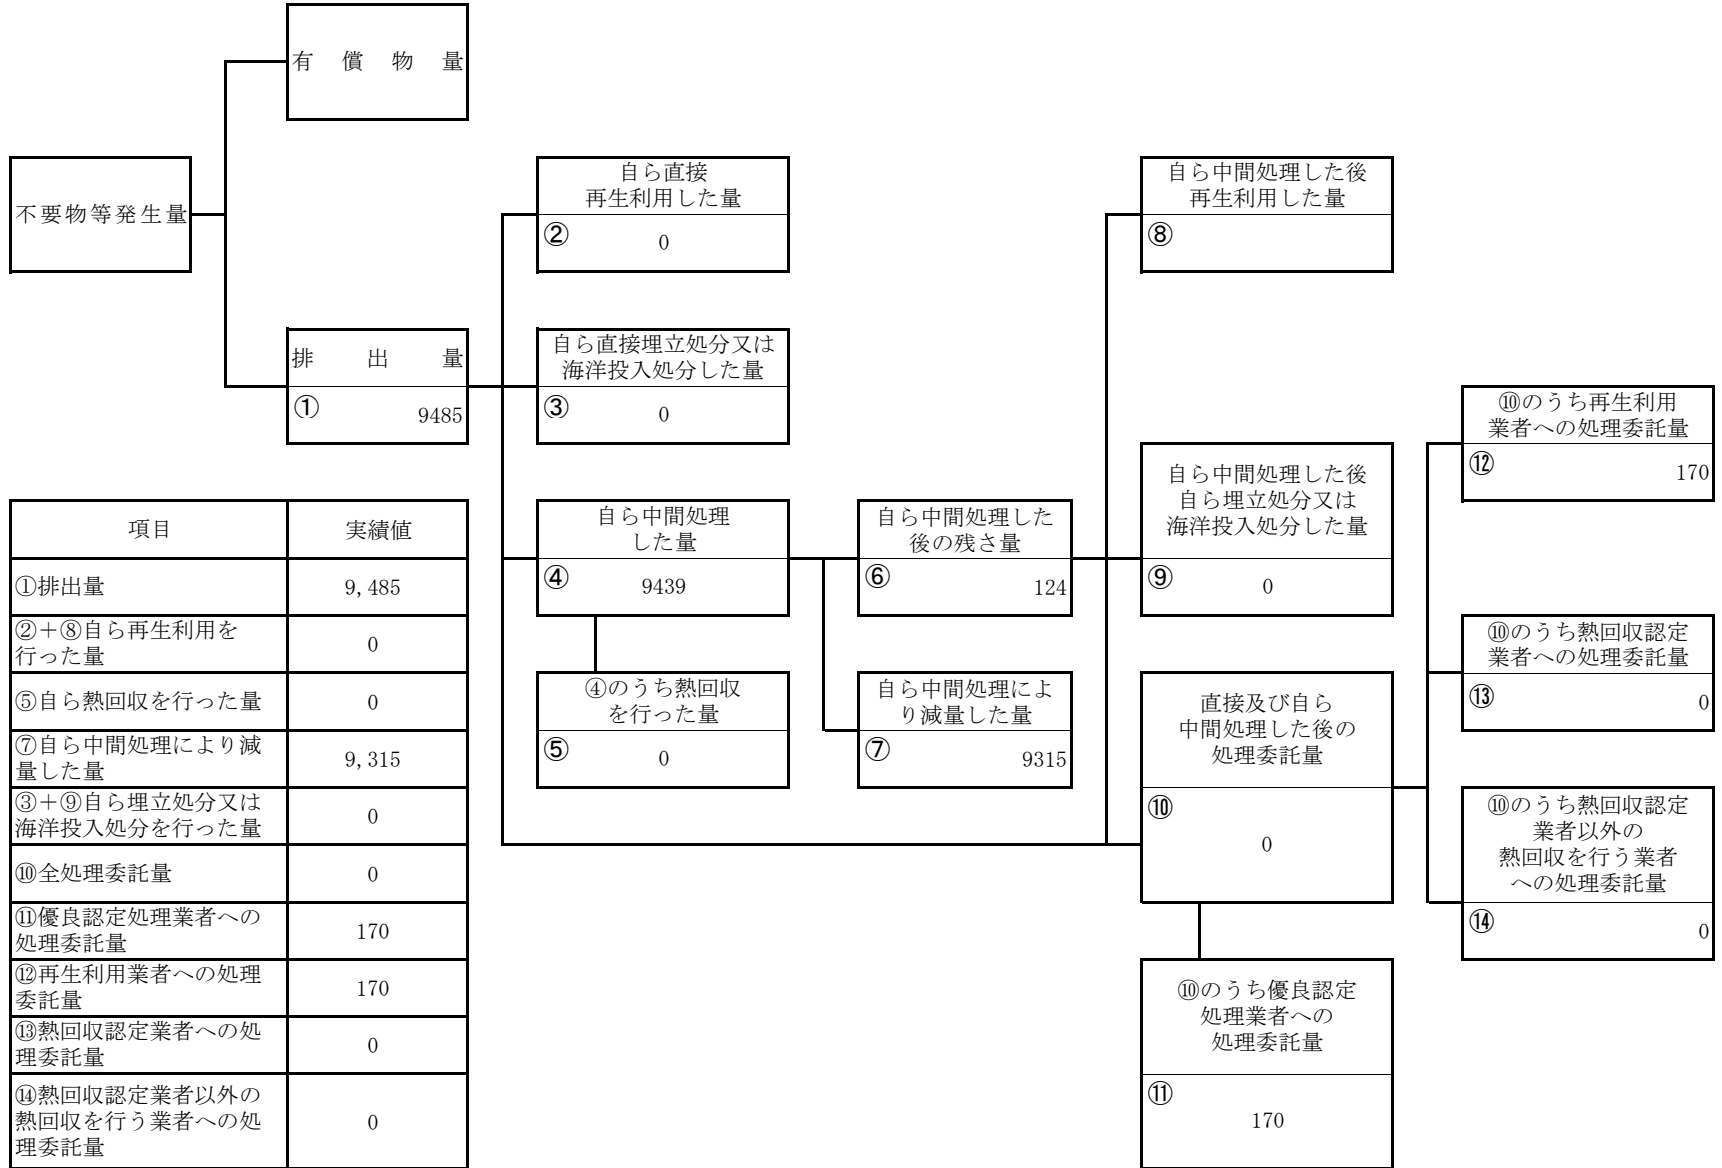 有償物量
不要物等発生量
排出量
①
9485
自ら直接
再生利用した量
②
0
自ら直接埋立処分又は
海洋投入処分した量
③
0
自ら中間処理
した量
④
9439
④のうち熱回収
を行った量
⑤
0
自ら中間処理した
後の残さ量
⑥
124
自ら中間処理によ
り減量した量
⑦
9315
自ら中間処理した後
再生利用した量
⑧
自ら中間処理した後
自ら埋立処分又は
海洋投入処分した量
⑨
0
直接及び自ら
中間処理した後の
処理委託量
⑩
0
⑩のうち優良認定
処理業者への
処理委託量
⑪
170
⑩のうち再生利用
業者への処理委託量
⑫
170
⑩のうち熱回収認定
業者への処理委託量
⑬
0
⑩のうち熱回収認定
業者以外の
熱回収を行う業者
への処理委託量
⑭
0
項目 実績値
①排出量 9,485
②+⑧自ら再生利用を
行った量 0
⑤自ら熱回収を行った量 0
⑦自ら中間処理により減
量した量 9,315
③+⑨自ら埋立処分又は
海洋投入処分を行った量 0
⑩全処理委託量 0
⑪優良認定処理業者への
処理委託量 170
⑫再生利用業者への処理
委託量 170
⑬熱回収認定業者への処
理委託量 0
⑭熱回収認定業者以外の
熱回収を行う業者への処
理委託量 0